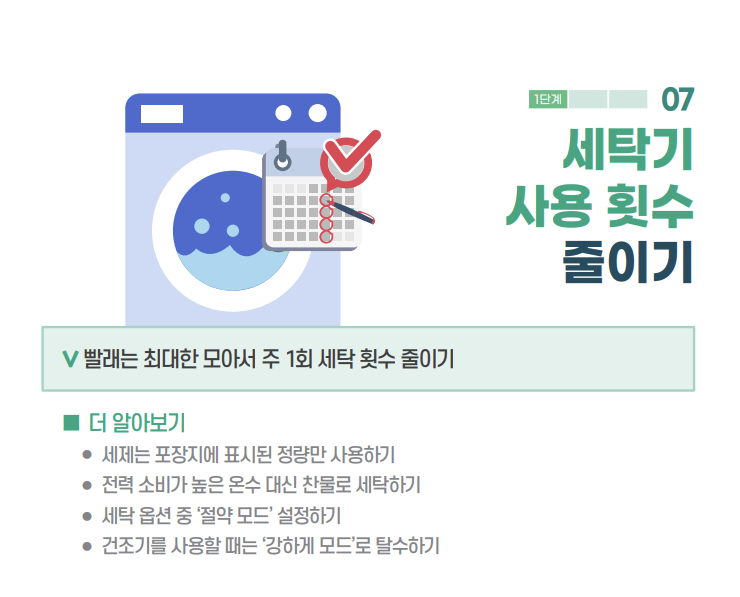 1단계
07
세탁기
사용 횟수
줄이기
V 빨래는 최대한 모아서 주 1회 세탁 횟수 줄이기
■ 더 알아보기
● 세제는 포장지에 표시된 정량만 사용하기
● 전력 소비가 높은 온수 대신 찬물로 세탁하기
● 세탁 옵션 중 ‘절약 모드’ 설정하기
● 건조기를 사용할 때는 ‘강하게 모드’로 탈수하기